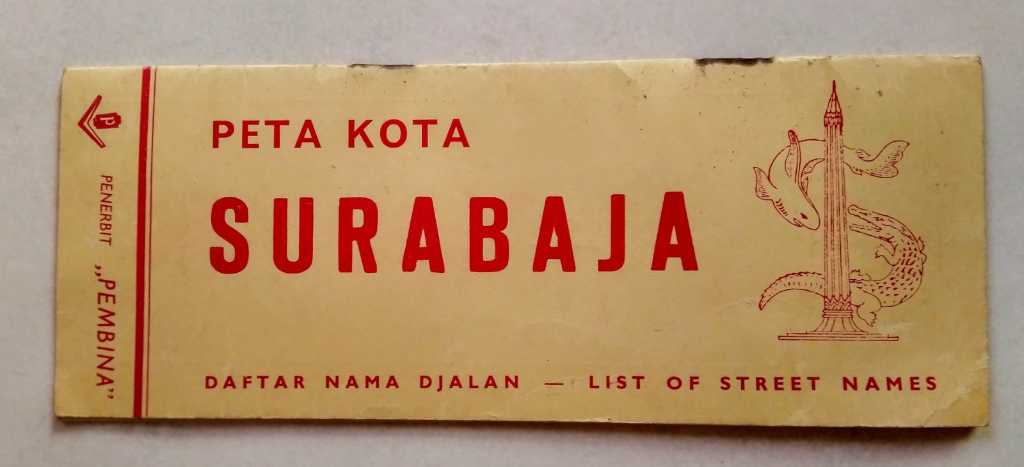 PETA KOTA
SURABAJA
DAFTAR NAMA DJALAN — LIST OF STREET NAMES
P
PENERBIT „PEMBINA”